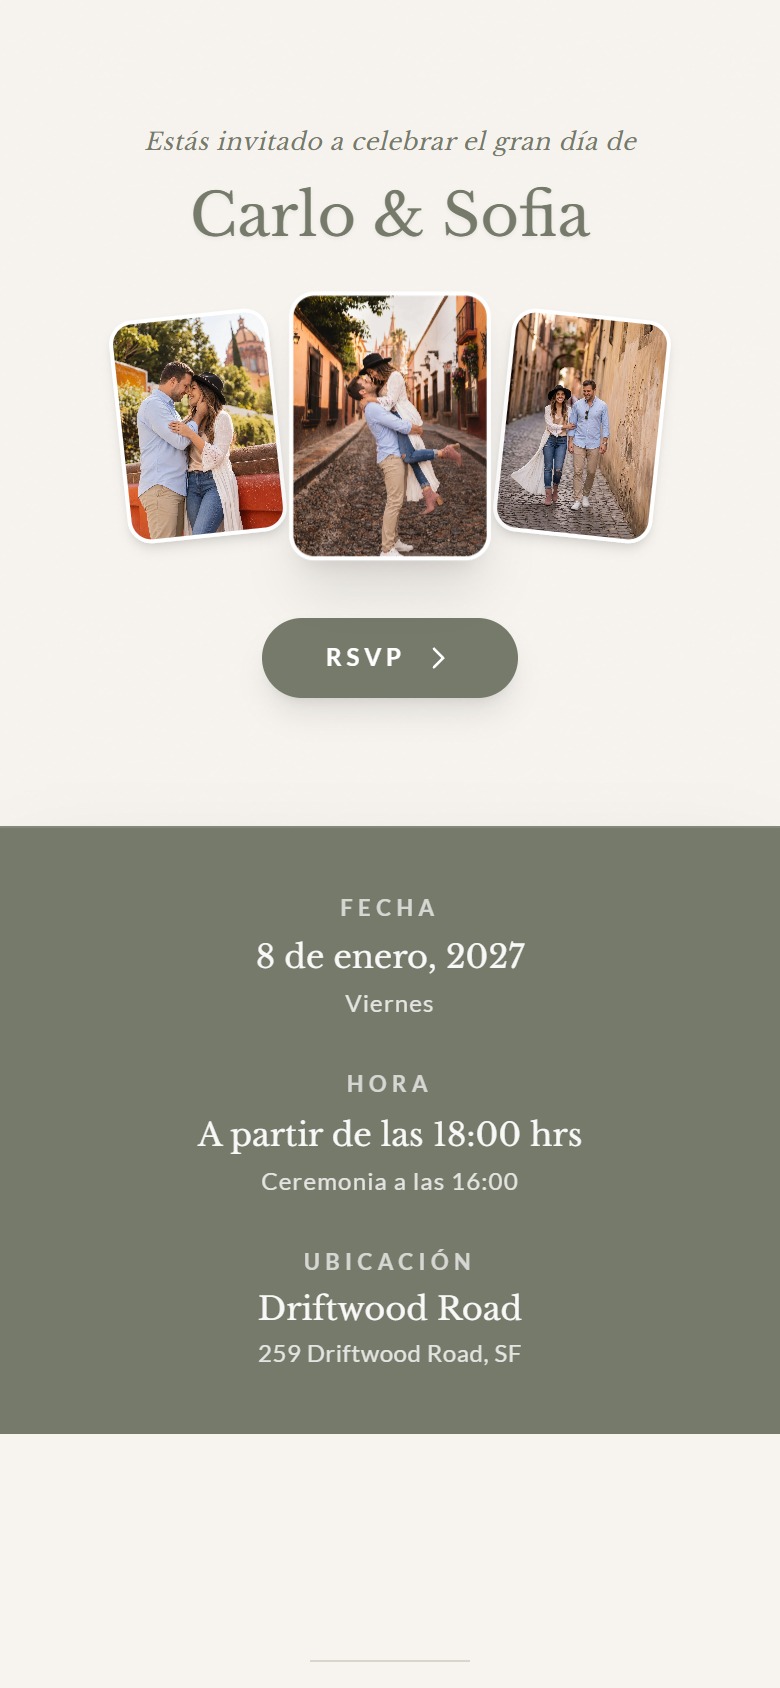 Estás invitado a celebrar el gran día de
Carlo & Sofia
RSVP
FECHA
8 de enero, 2027
Viernes
HORA
A partir de las 18:00 hrs
Ceremonia a las 16:00
UBICACIÓN
Driftwood Road
259 Driftwood Road, SF